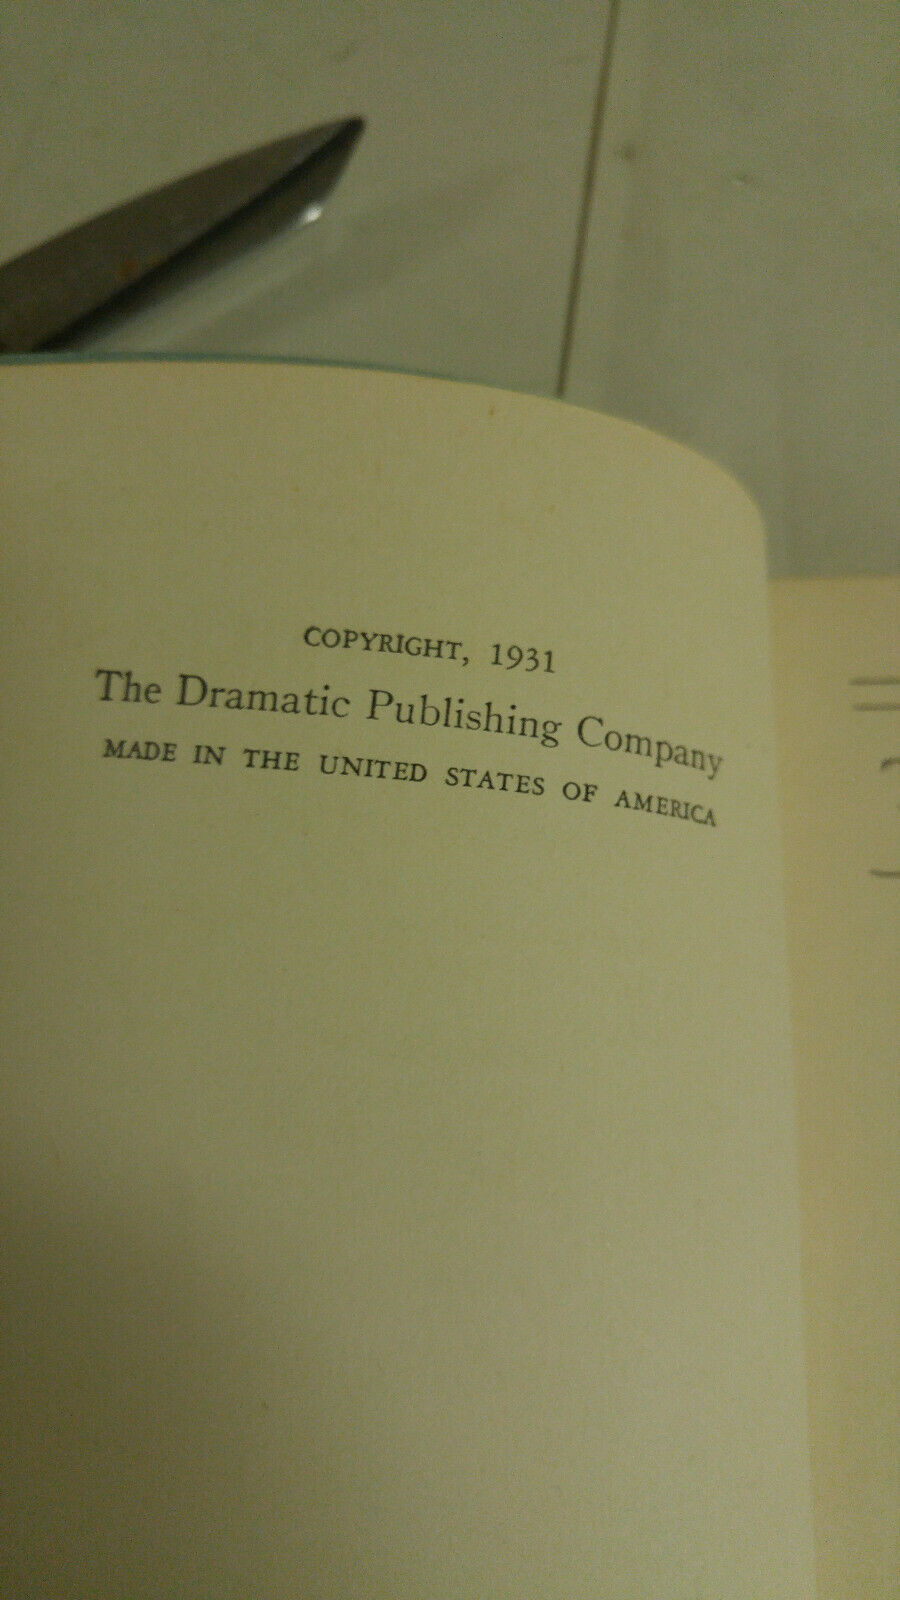 COPYRIGHT, 1931
The Dramatic Publishing Company
MADE IN THE UNITED STATES OF AMERICA